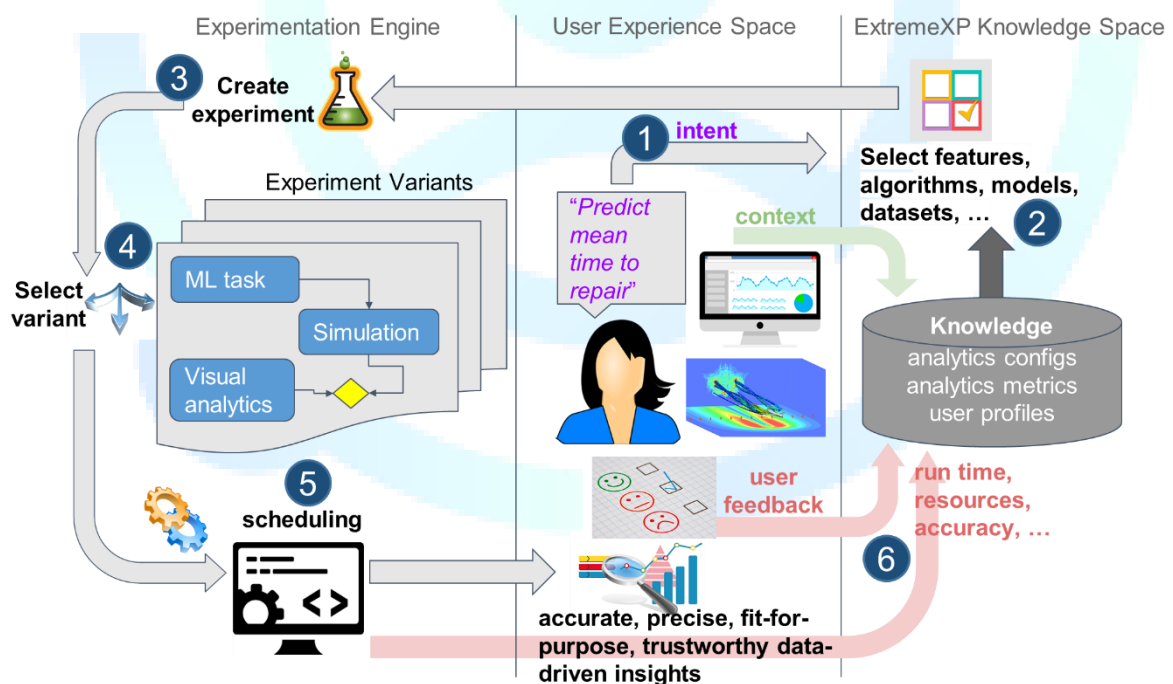 Experimentation Engine
User Experience Space
ExtremeXP Knowledge Space
3
Create
experiment
1
intent
Select features,
algorithms, models,
datasets, …
2
Experiment Variants
"Predict
mean
time to
repair"
context
4
Select
variant
ML task
Simulation
Visual
analytics
Knowledge
analytics configs
analytics metrics
user profiles
5
scheduling
user
feedback
run time,
resources,
accuracy, …
6
< >
accurate, precise, fit-for-
purpose, trustworthy data-
driven insights